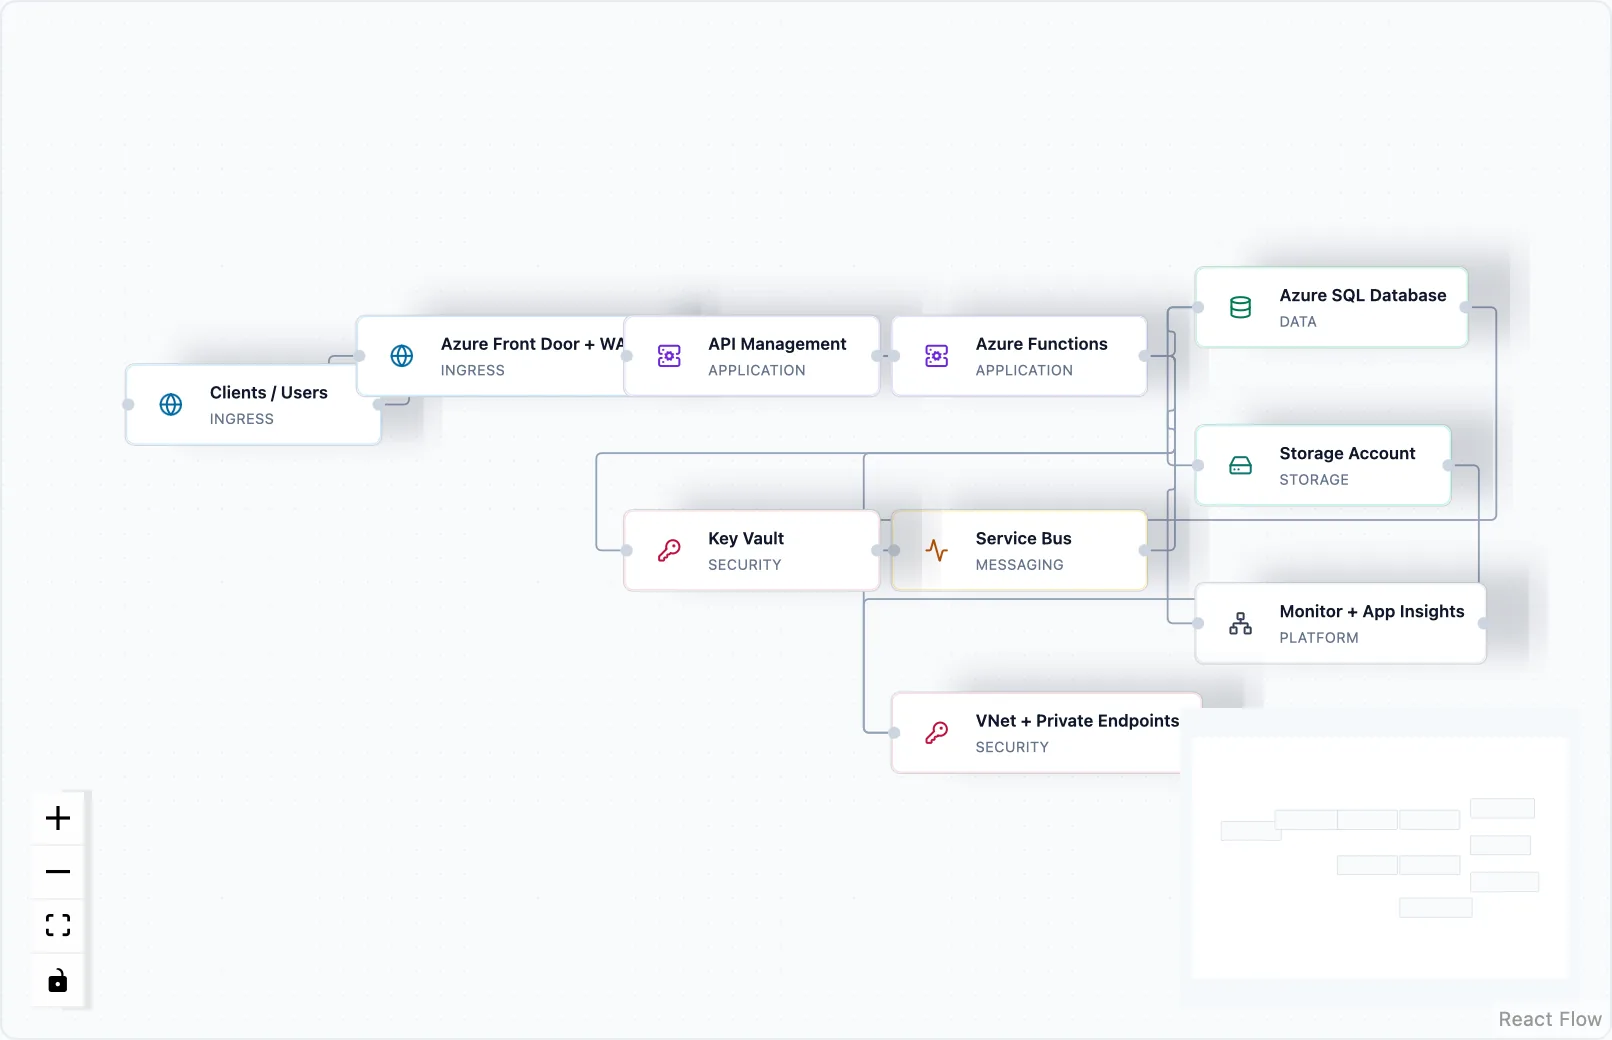 Azure SQL Database
DATA
Azure Front Door + WA
INGRESS
API Management
APPLICATION
Azure Functions
APPLICATION
Clients / Users
INGRESS
Storage Account
STORAGE
Key Vault
SECURITY
Service Bus
MESSAGING
Monitor + App Insights
PLATFORM
VNet + Private Endpoints
SECURITY
React Flow